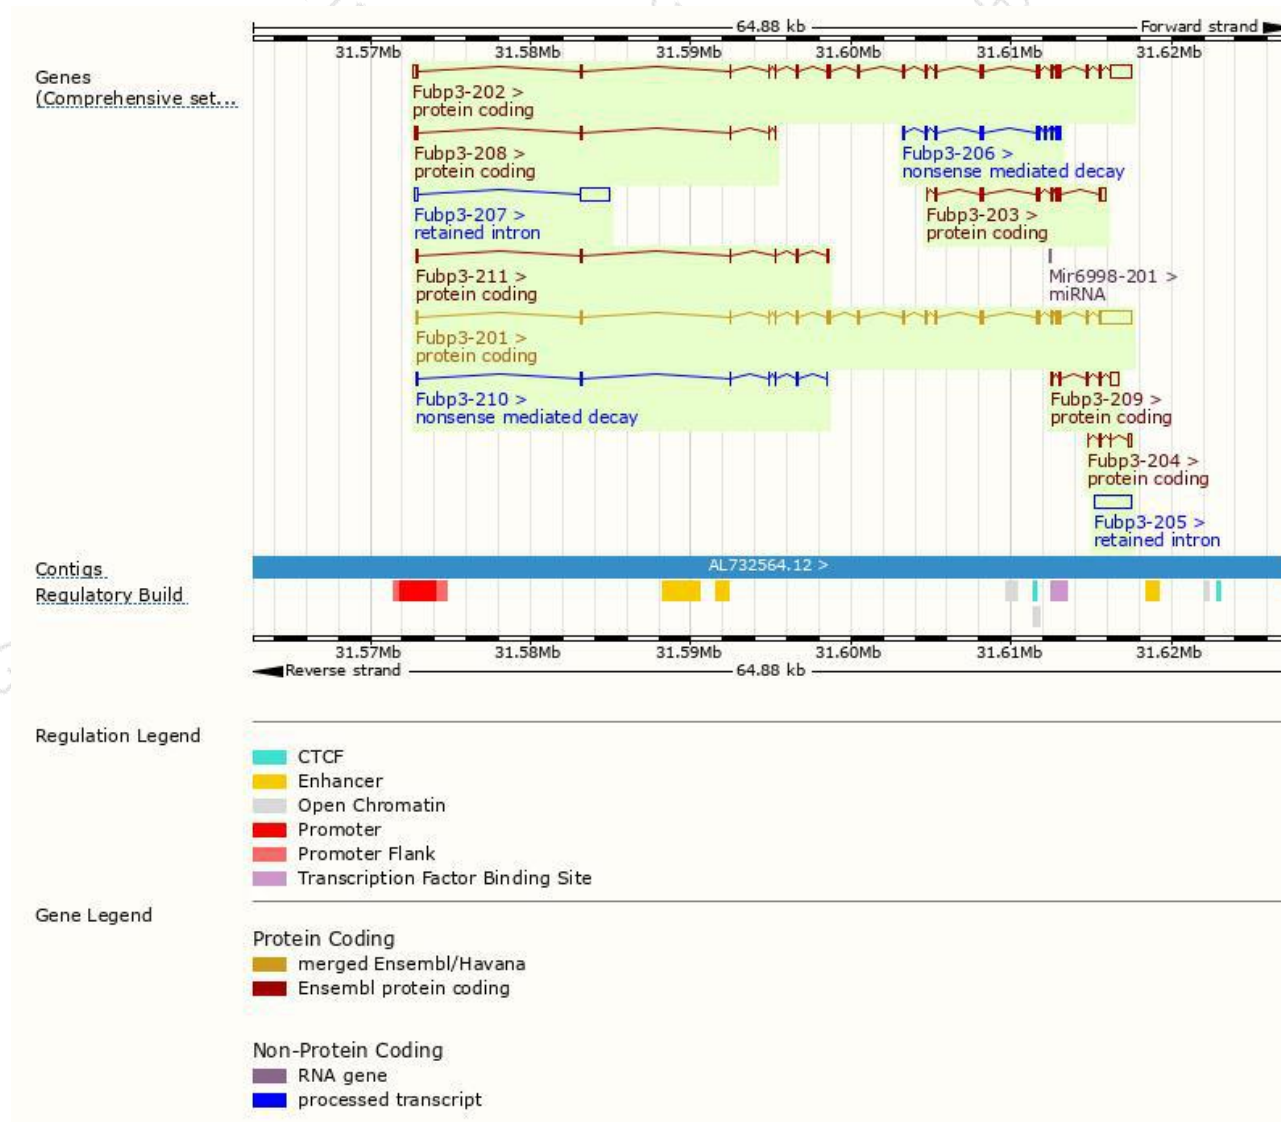 64.88 kb Forward strand
31.57Mb 31.58Mb 31.59Mb 31.60Mb 31.61Mb 31.62Mb
Genes
(Comprehensive set...
Fubp3-202 >
protein coding
Fubp3-208 > Fubp3-206 >
protein coding nonsense mediated decay
Fubp3-207 > Fubp3-203 >
retained intron protein coding
Fubp3-211 > Mir6998-201 >
protein coding miRNA
Fubp3-201 >
protein coding
Fubp3-210 > Fubp3-209 >
nonsense mediated decay protein coding
Fubp3-204 >
protein coding
Fubp3-205 >
retained intron
Contigs AL732564.12 >
Regulatory Build
31.57Mb 31.58Mb 31.59Mb 31.60Mb 31.61Mb 31.62Mb
Reverse strand 64.88 kb
Regulation Legend
CTCF
Enhancer
Open Chromatin
Promoter
Promoter Flank
Transcription Factor Binding Site
Gene Legend
Protein Coding
merged Ensembl/Havana
Ensembl protein coding
Non-Protein Coding
RNA gene
processed transcript